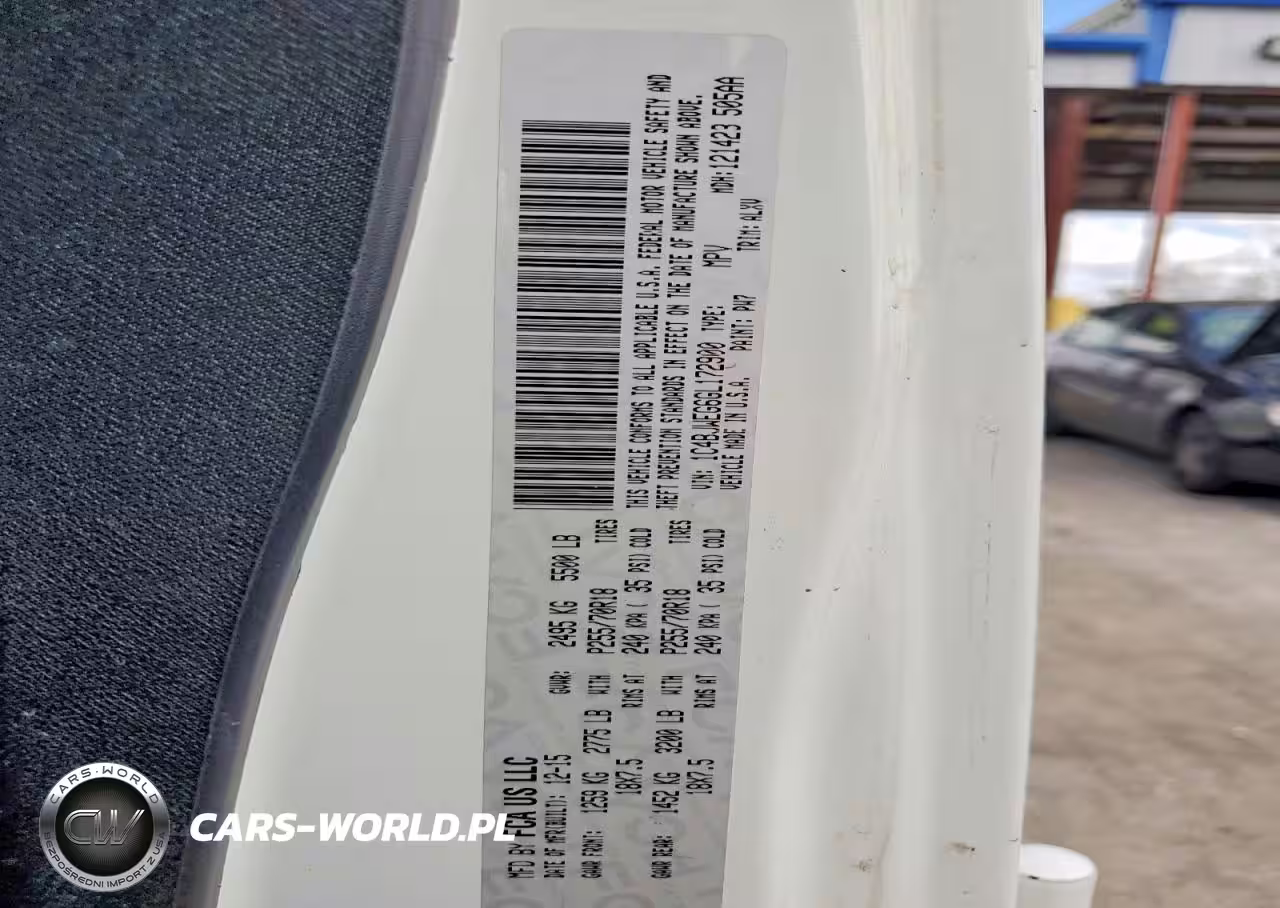 MFD BY FCA US LLC
DATE OF MFR(BUILT): 12-15 GVWR: 2495 KG 5500 LB
GAWR FRONT: 1259 KG 2775 LB WITH P255/70R18 TIRES
18X7.5 RIMS AT 240 KPA ( 35 PSI) COLD
GAWR REAR: 1452 KG 3200 LB WITH P255/70R18 TIRES
18X7.5 RIMS AT 240 KPA ( 35 PSI) COLD
THIS VEHICLE CONFORMS TO ALL APPLICABLE U.S.A. FEDERAL MOTOR VEHICLE SAFETY AND
THEFT PREVENTION STANDARDS IN EFFECT ON THE DATE OF MANUFACTURE SHOWN ABOVE.
VIN: 1C4BJWEG6GL172900 TYPE: MPV MDH: 121423 505AA
VEHICLE MADE IN U.S.A. PAINT: PW7 TRIM: ALXV
CARS-WORLD
CW
BEZPOŚREDNI IMPORT Z USA
CARS-WORLD.PL